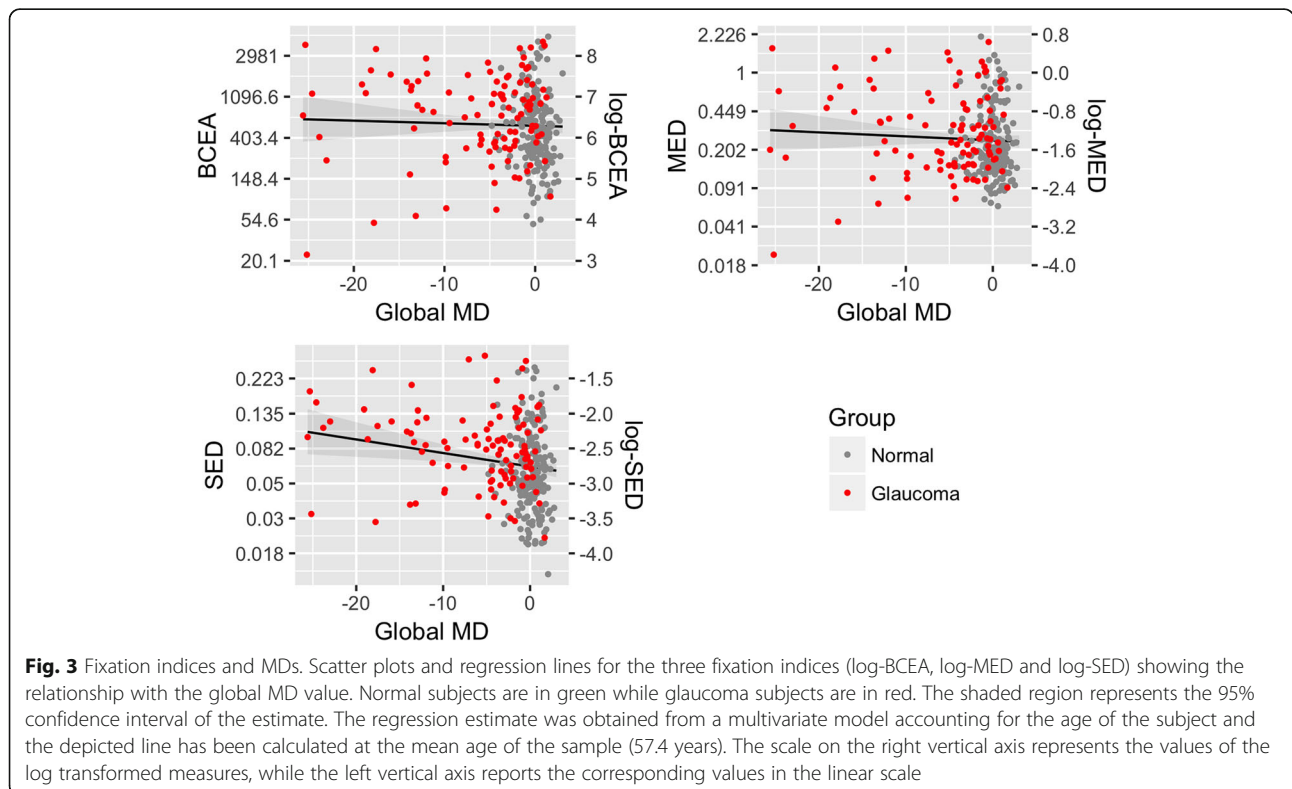 2981
1096.6
403.4
148.4
54.6
20.1
BCEA
8
7
6
5
4
3
log-BCEA
-20
-10
0
Global MD
2.226
1
0.449
0.202
0.091
0.041
0.018
MED
0.8
0.0
-0.8
-1.6
-2.4
-3.2
-4.0
log-MED
-20
-10
0
Global MD
0.223
0.135
0.082
0.05
0.03
0.018
SED
-1.5
-2.0
-2.5
-3.0
-3.5
-4.0
log-SED
-20
-10
0
Global MD
Group
Normal
Glaucoma
Fig. 3 Fixation indices and MDs. Scatter plots and regression lines for the three fixation indices (log-BCEA, log-MED and log-SED) showing the
relationship with the global MD value. Normal subjects are in green while glaucoma subjects are in red. The shaded region represents the 95%
confidence interval of the estimate. The regression estimate was obtained from a multivariate model accounting for the age of the subject and
the depicted line has been calculated at the mean age of the sample (57.4 years). The scale on the right vertical axis represents the values of the
log transformed measures, while the left vertical axis reports the corresponding values in the linear scale